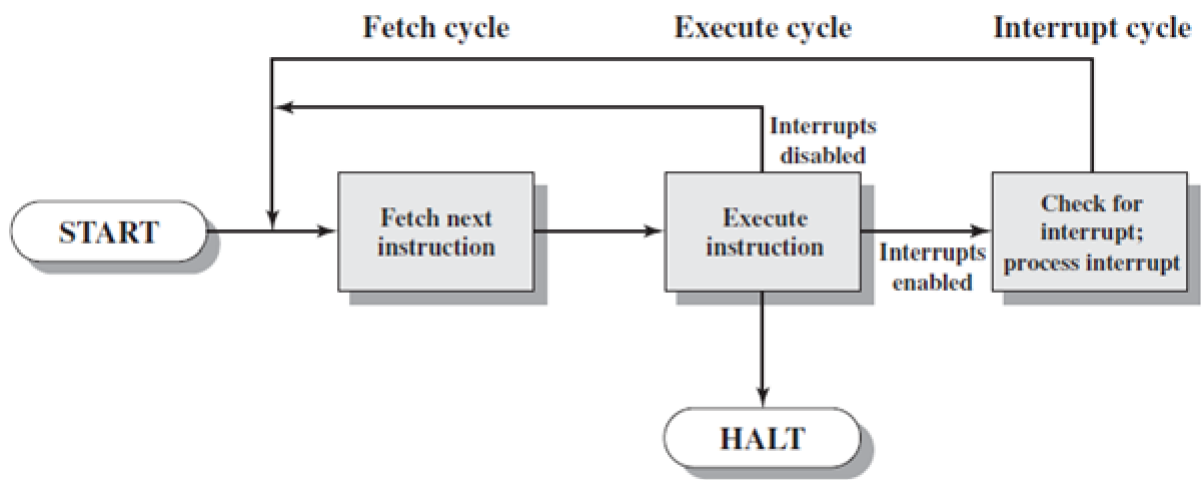 Fetch cycle
Execute cycle
Interrupt cycle
Interrupts
disabled
START
Fetch next
instruction
Execute
instruction
Interrupts
enabled
Check for
interrupt;
process interrupt
HALT